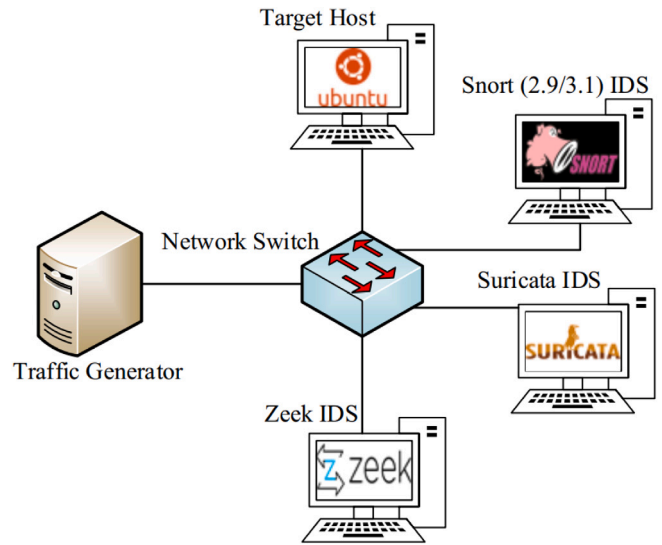 Target Host
ubuntu
Snort (2.9/3.1) IDS
SNORT
Network Switch
Suricata IDS
SURICATA
Traffic Generator
Zeek IDS
z zeek